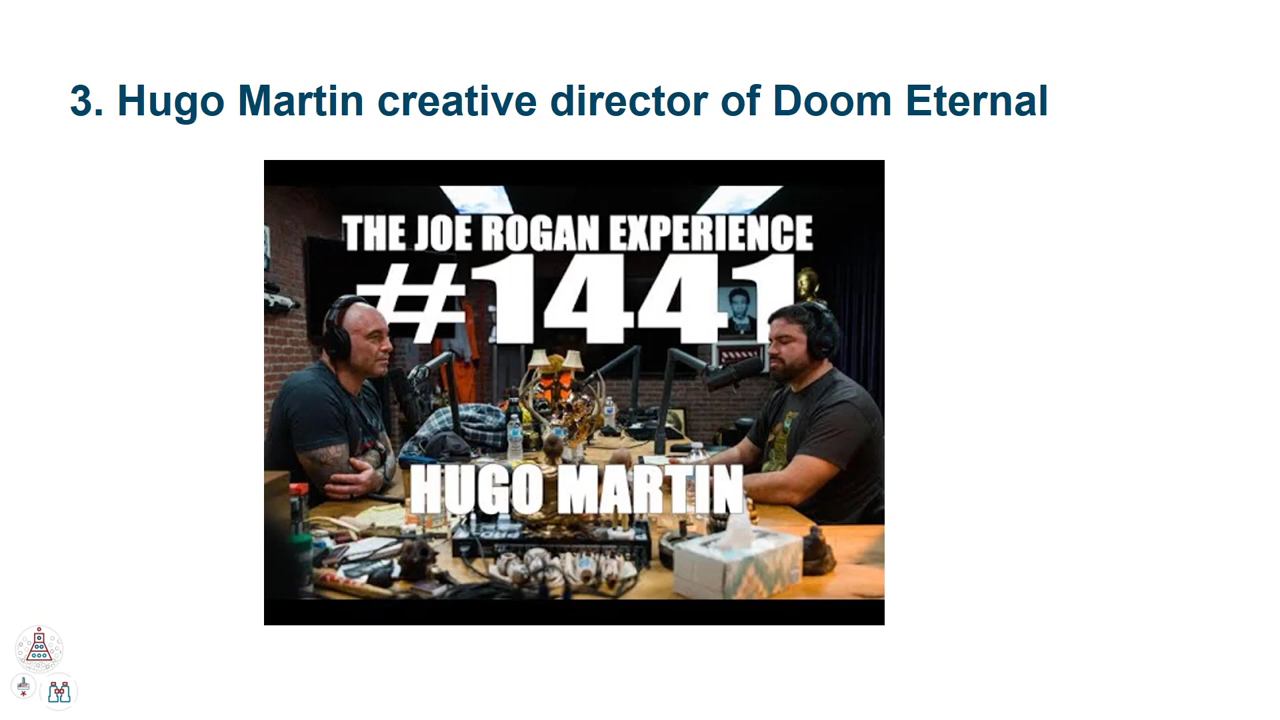 3. Hugo Martin creative director of Doom Eternal
THE JOE ROGAN EXPERIENCE
#1441
HUGO MARTIN